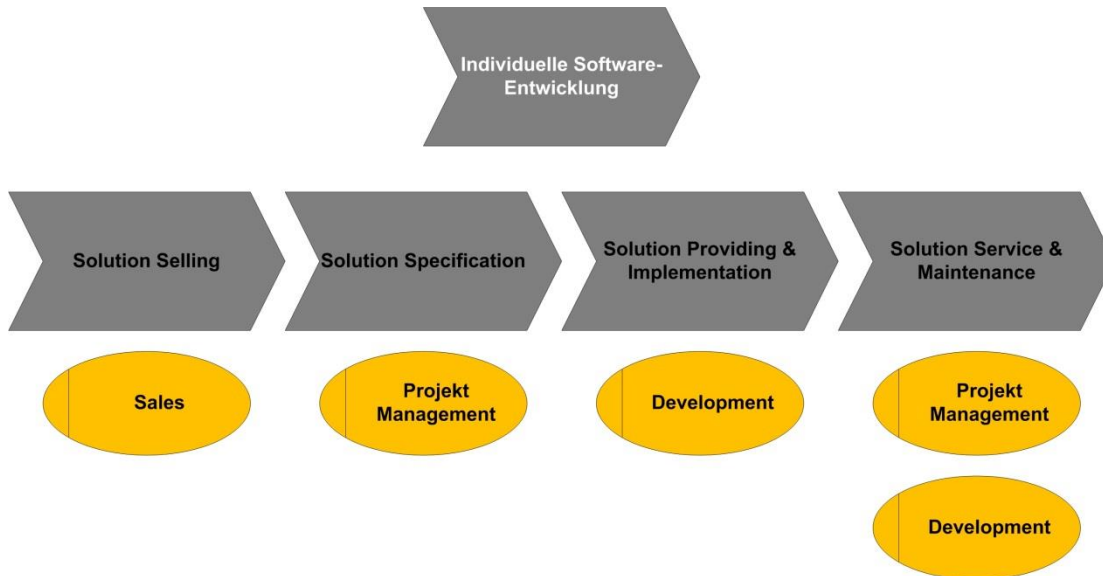 Individuelle Software-
Entwicklung
Solution Selling
Solution Specification
Solution Providing &
Implementation
Solution Service &
Maintenance
Sales
Projekt
Management
Development
Projekt
Management
Development